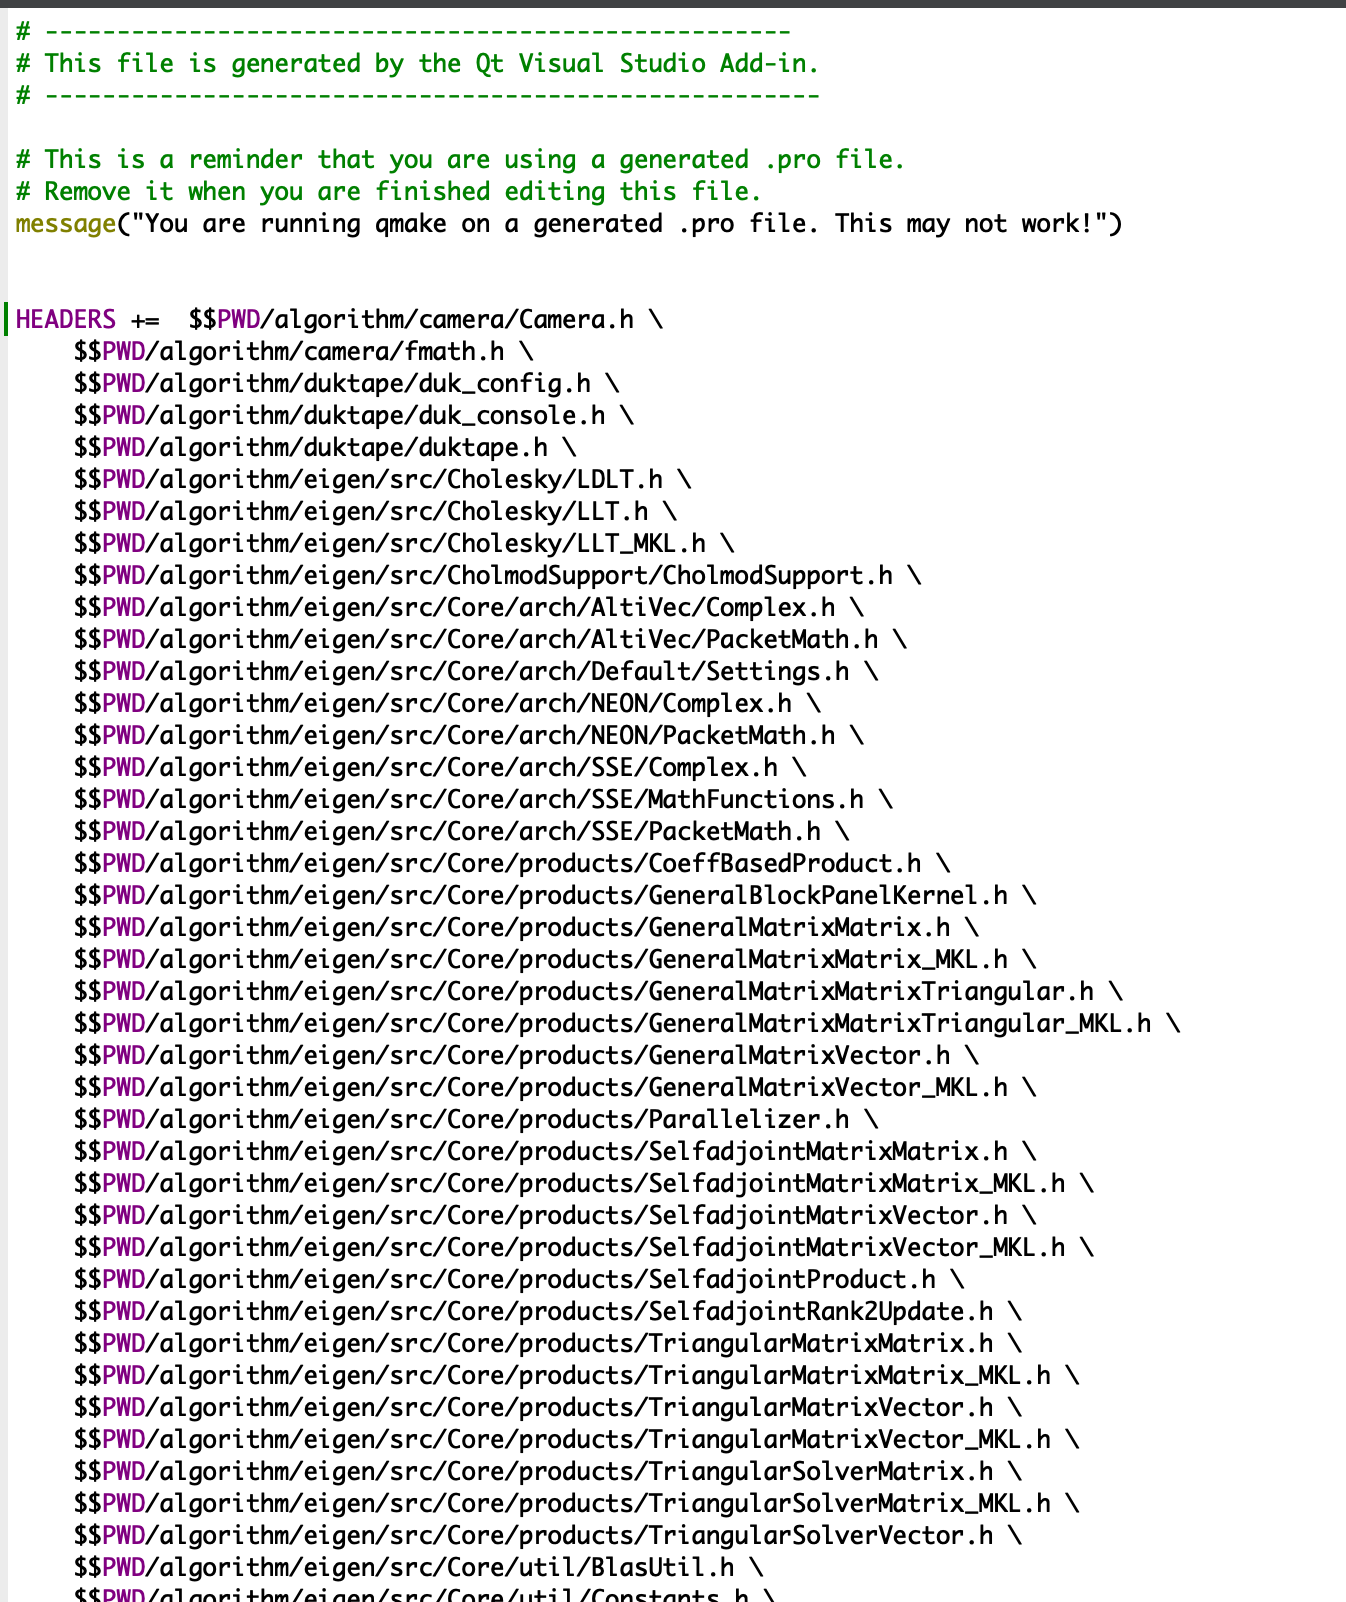 # ----------------------------------------------------
# This file is generated by the Qt Visual Studio Add-in.
# ------------------------------------------------------
# This is a reminder that you are using a generated .pro file.
# Remove it when you are finished editing this file.
message("You are running qmake on a generated .pro file. This may not work!")
HEADERS +=  $$PWD/algorithm/camera/Camera.h \
    $$PWD/algorithm/camera/fmath.h \
    $$PWD/algorithm/duktape/duk_config.h \
    $$PWD/algorithm/duktape/duk_console.h \
    $$PWD/algorithm/duktape/duktape.h \
    $$PWD/algorithm/eigen/src/Cholesky/LDLT.h \
    $$PWD/algorithm/eigen/src/Cholesky/LLT.h \
    $$PWD/algorithm/eigen/src/Cholesky/LLT_MKL.h \
    $$PWD/algorithm/eigen/src/CholmodSupport/CholmodSupport.h \
    $$PWD/algorithm/eigen/src/Core/arch/AltiVec/Complex.h \
    $$PWD/algorithm/eigen/src/Core/arch/AltiVec/PacketMath.h \
    $$PWD/algorithm/eigen/src/Core/arch/Default/Settings.h \
    $$PWD/algorithm/eigen/src/Core/arch/NEON/Complex.h \
    $$PWD/algorithm/eigen/src/Core/arch/NEON/PacketMath.h \
    $$PWD/algorithm/eigen/src/Core/arch/SSE/Complex.h \
    $$PWD/algorithm/eigen/src/Core/arch/SSE/MathFunctions.h \
    $$PWD/algorithm/eigen/src/Core/arch/SSE/PacketMath.h \
    $$PWD/algorithm/eigen/src/Core/products/CoeffBasedProduct.h \
    $$PWD/algorithm/eigen/src/Core/products/GeneralBlockPanelKernel.h \
    $$PWD/algorithm/eigen/src/Core/products/GeneralMatrixMatrix.h \
    $$PWD/algorithm/eigen/src/Core/products/GeneralMatrixMatrix_MKL.h \
    $$PWD/algorithm/eigen/src/Core/products/GeneralMatrixMatrixTriangular.h \
    $$PWD/algorithm/eigen/src/Core/products/GeneralMatrixMatrixTriangular_MKL.h \
    $$PWD/algorithm/eigen/src/Core/products/GeneralMatrixVector.h \
    $$PWD/algorithm/eigen/src/Core/products/GeneralMatrixVector_MKL.h \
    $$PWD/algorithm/eigen/src/Core/products/Parallelizer.h \
    $$PWD/algorithm/eigen/src/Core/products/SelfadjointMatrixMatrix.h \
    $$PWD/algorithm/eigen/src/Core/products/SelfadjointMatrixMatrix_MKL.h \
    $$PWD/algorithm/eigen/src/Core/products/SelfadjointMatrixVector.h \
    $$PWD/algorithm/eigen/src/Core/products/SelfadjointMatrixVector_MKL.h \
    $$PWD/algorithm/eigen/src/Core/products/SelfadjointProduct.h \
    $$PWD/algorithm/eigen/src/Core/products/SelfadjointRank2Update.h \
    $$PWD/algorithm/eigen/src/Core/products/TriangularMatrixMatrix.h \
    $$PWD/algorithm/eigen/src/Core/products/TriangularMatrixMatrix_MKL.h \
    $$PWD/algorithm/eigen/src/Core/products/TriangularMatrixVector.h \
    $$PWD/algorithm/eigen/src/Core/products/TriangularMatrixVector_MKL.h \
    $$PWD/algorithm/eigen/src/Core/products/TriangularSolverMatrix.h \
    $$PWD/algorithm/eigen/src/Core/products/TriangularSolverMatrix_MKL.h \
    $$PWD/algorithm/eigen/src/Core/products/TriangularSolverVector.h \
    $$PWD/algorithm/eigen/src/Core/util/BlasUtil.h \
    $$PWD/algorithm/eigen/src/Core/util/Constants.h \